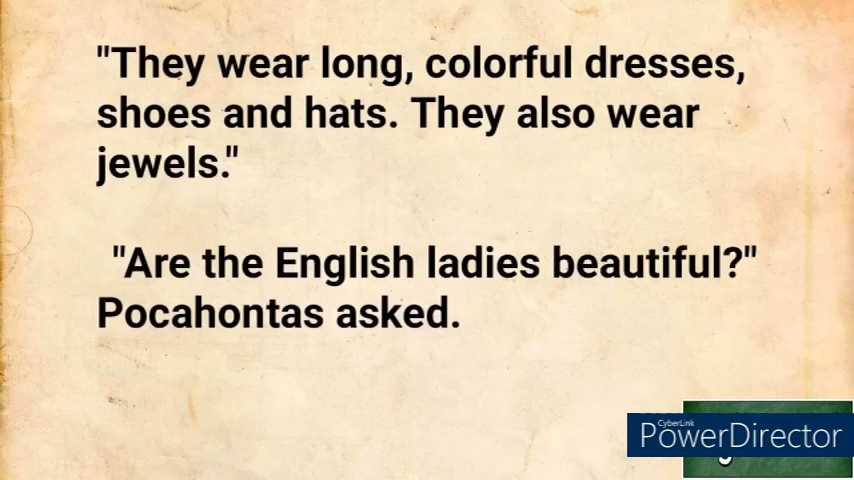 "They wear long, colorful dresses,
shoes and hats. They also wear
jewels."
"Are the English ladies beautiful?"
Pocahontas asked.
CyberLink
PowerDirector